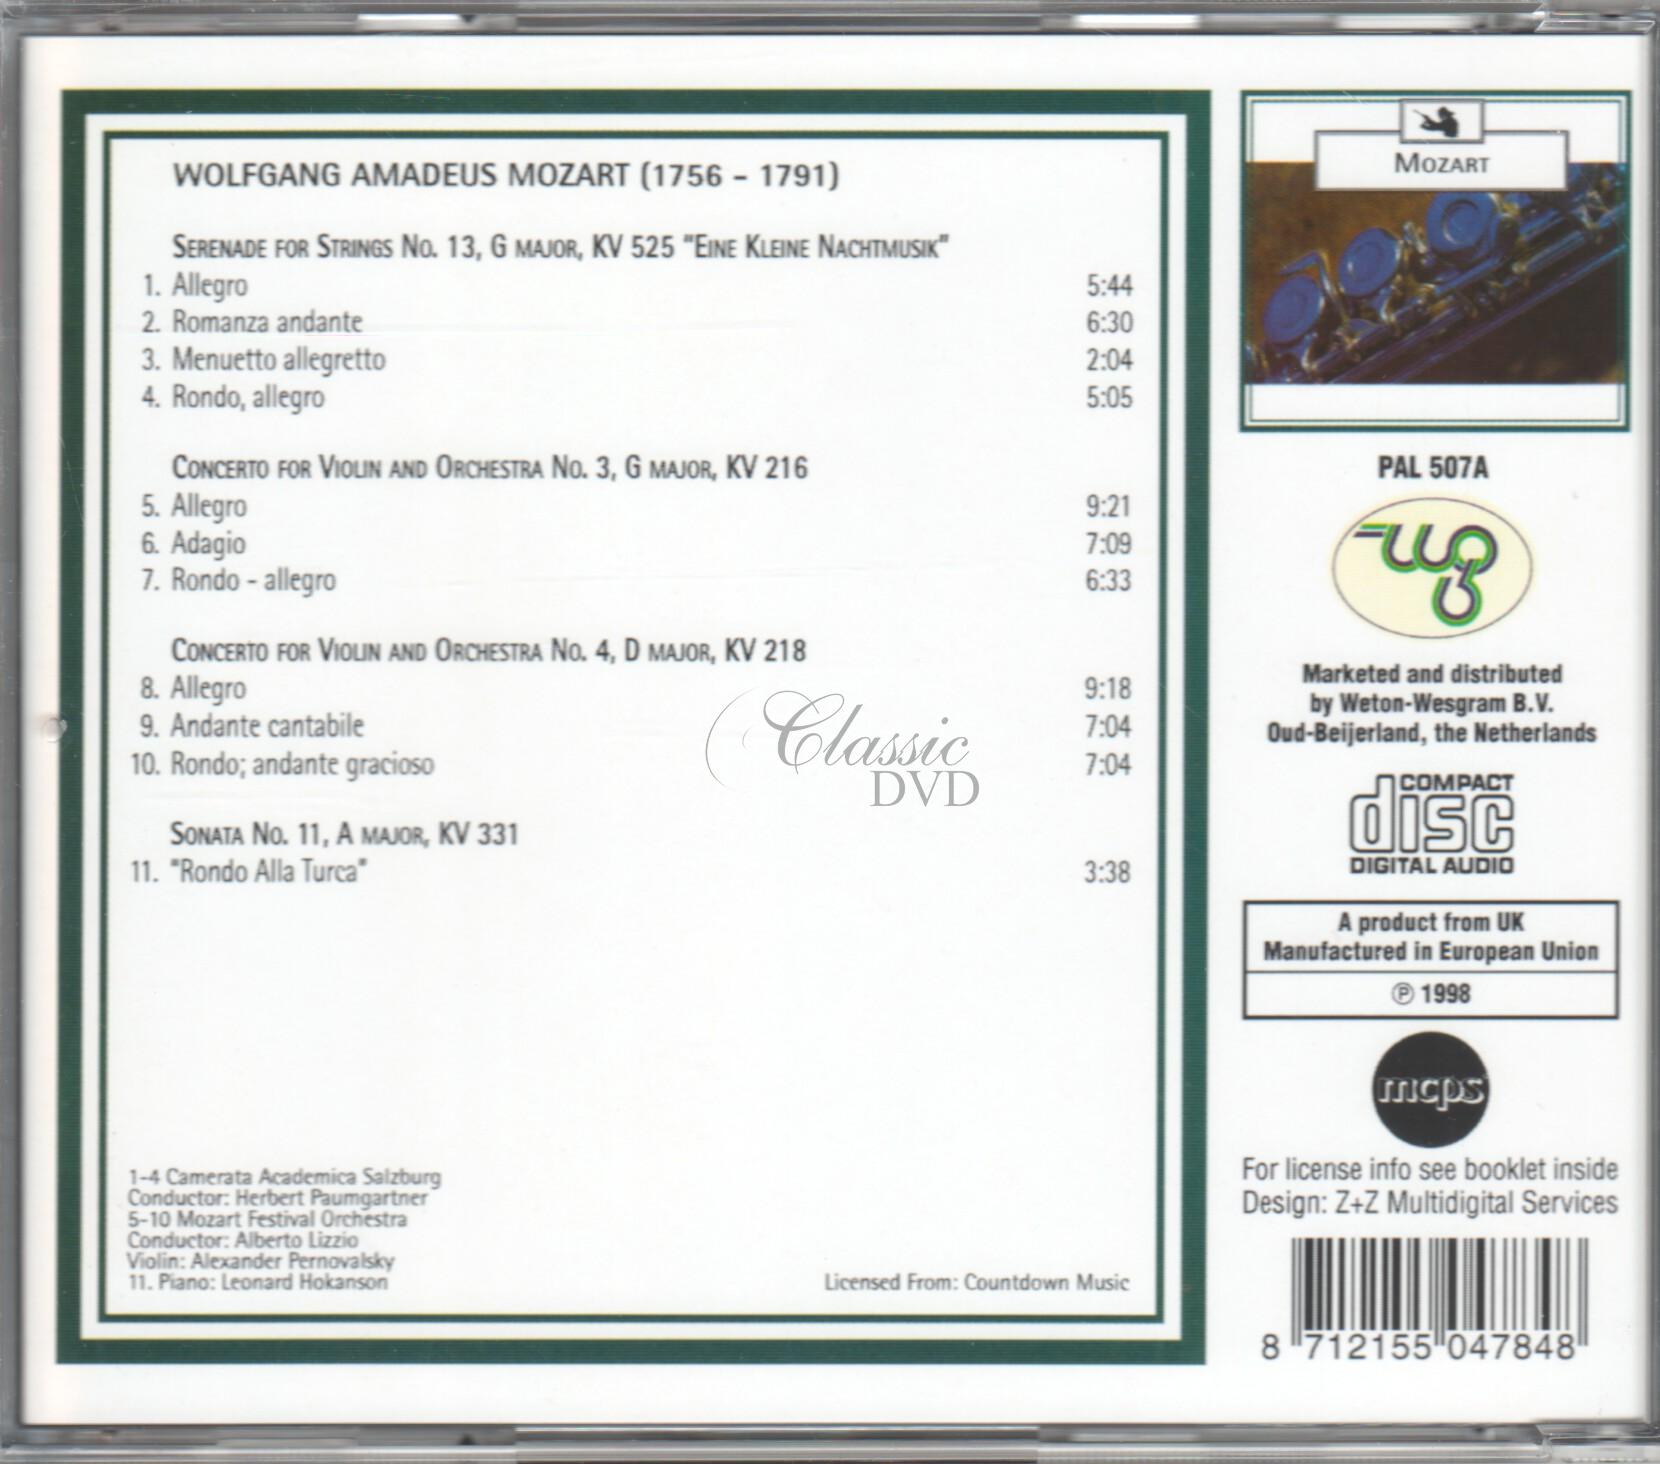 WOLFGANG AMADEUS MOZART (1756 - 1791)
SERENADE FOR STRINGS NO. 13, G MAJOR, KV 525 "EINE KLEINE NACHTMUSIK"
1. Allegro 5:44
2. Romanza andante 6:30
3. Menuetto allegretto 2:04
4. Rondo, allegro 5:05
CONCERTO FOR VIOLIN AND ORCHESTRA NO. 3, G MAJOR, KV 216
5. Allegro 9:21
6. Adagio 7:09
7. Rondo - allegro 6:33
CONCERTO FOR VIOLIN AND ORCHESTRA NO. 4, D MAJOR, KV 218
8. Allegro 9:18
9. Andante cantabile 7:04
10. Rondo; andante gracioso 7:04
SONATA NO. 11, A MAJOR, KV 331
11. "Rondo Alla Turca" 3:38
Classic
DVD
1-4 Camerata Academica Salzburg
Conductor: Herbert Paumgartner
5-10 Mozart Festival Orchestra
Conductor: Alberto Lizzio
Violin: Alexander Pernovalsky
11. Piano: Leonard Hokanson
Licensed From: Countdown Music
MOZART
PAL 507A
Marketed and distributed
by Weton-Wesgram B.V.
Oud-Beijerland, the Netherlands
COMPACT
disc
DIGITAL AUDIO
A product from UK
Manufactured in European Union
℗ 1998
mcps
For license info see booklet inside
Design: Z+Z Multidigital Services
8 712155 047848